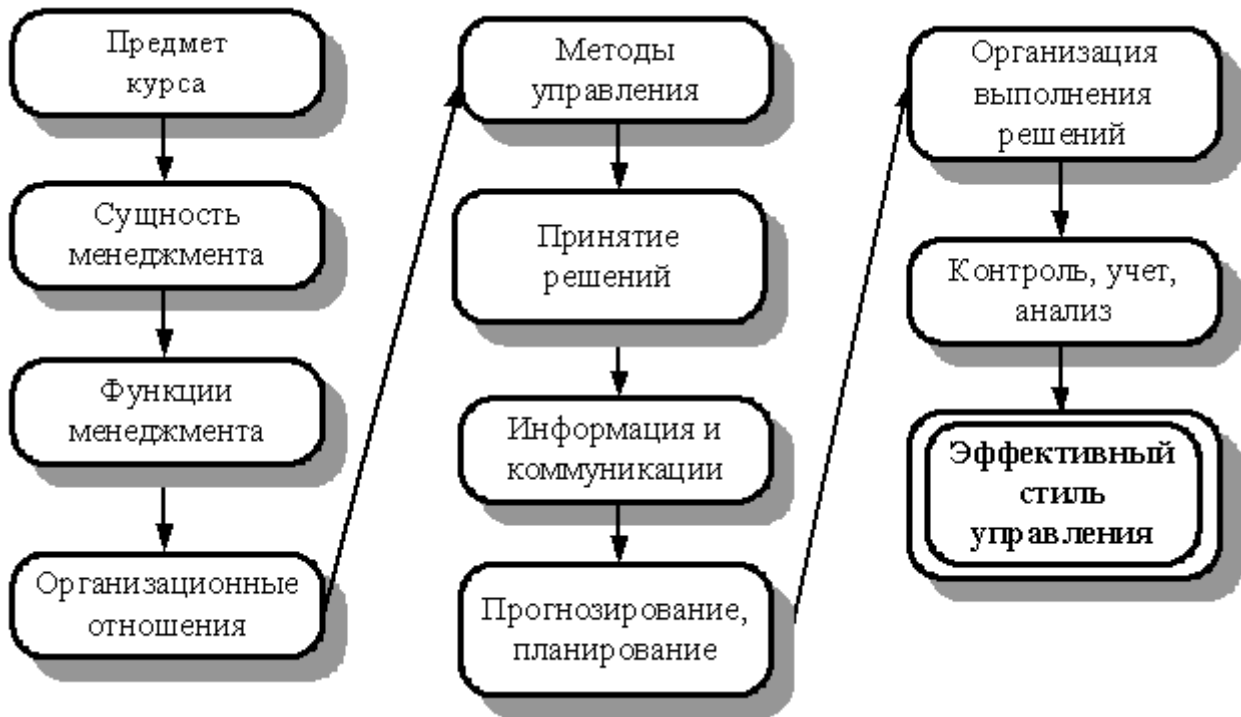 Предмет
курса
Сущность
менеджмента
Функции
менеджмента
Организационные
отношения
Методы
управления
Принятие
решений
Информация и
коммуникации
Прогнозирование,
планирование
Организация
выполнения
решений
Контроль, учет,
анализ
Эффективный
стиль
управления